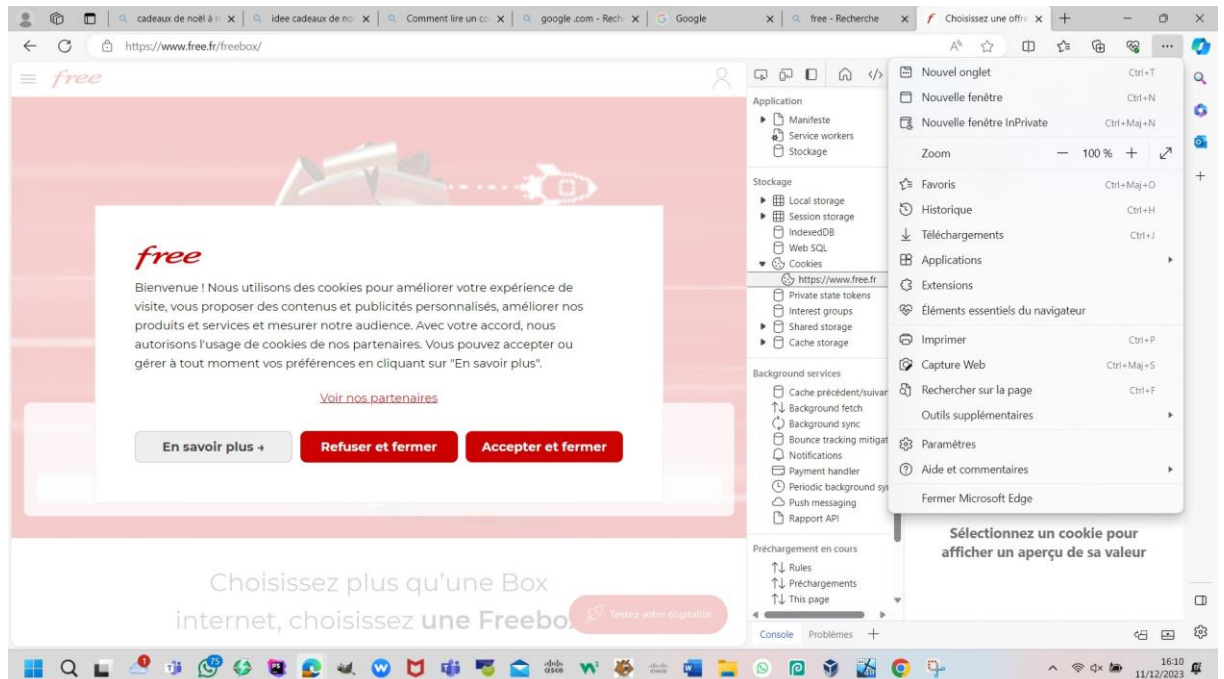 cadeaux de noël à n
idee cadeaux de no
Comment lire un co
google .com - Rech
Google
free - Recherche
Choisissez une offr
https://www.free.fr/freebox/
free
Application
Manifeste
Service workers
Stockage
Stockage
Local storage
Session storage
IndexedDB
Web SQL
Cookies
https://www.free.fr
Private state tokens
Interest groups
Shared storage
Cache storage
Background services
Cache précédent/suivan
Background fetch
Background sync
Bounce tracking mitigat
Notifications
Payment handler
Periodic background sy
Push messaging
Rapport API
Préchargement en cours
Rules
Préchargements
This page
Console Problèmes
free
Bienvenue ! Nous utilisons des cookies pour améliorer votre expérience de
visite, vous proposer des contenus et publicités personnalisés, améliorer nos
produits et services et mesurer notre audience. Avec votre accord, nous
autorisons l'usage de cookies de nos partenaires. Vous pouvez accepter ou
gérer à tout moment vos préférences en cliquant sur "En savoir plus".
Voir nos partenaires
En savoir plus →
Refuser et fermer
Accepter et fermer
Choisissez plus qu'une Box
internet, choisissez une Freebo
Testez votre éligibilité
Nouvel onglet Ctrl+T
Nouvelle fenêtre Ctrl+N
Nouvelle fenêtre InPrivate Ctrl+Maj+N
Zoom — 100 % +
Favoris Ctrl+Maj+O
Historique Ctrl+H
Téléchargements Ctrl+J
Applications
Extensions
Éléments essentiels du navigateur
Imprimer Ctrl+P
Capture Web Ctrl+Maj+S
Rechercher sur la page Ctrl+F
Outils supplémentaires
Paramètres
Aide et commentaires
Fermer Microsoft Edge
Sélectionnez un cookie pour
afficher un aperçu de sa valeur
16:10
11/12/2023